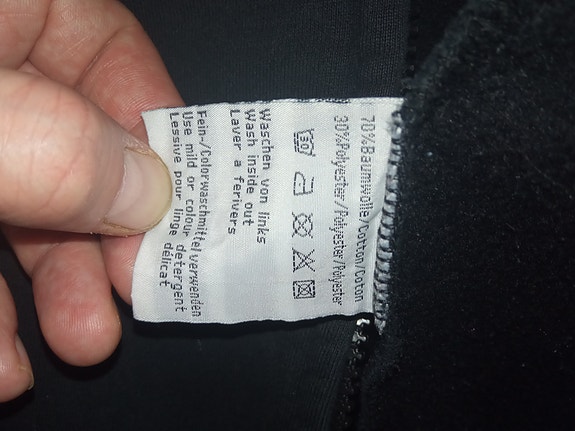 70%Baumwolle/Cotton/Coton
30%Polyester/Polyester/Polyester
Waschen von links
Wash inside out
Laver a ferivers
Fein-/Colorwaschmittel verwenden
Use mild or colour detergent
Lessive pour linge délicat